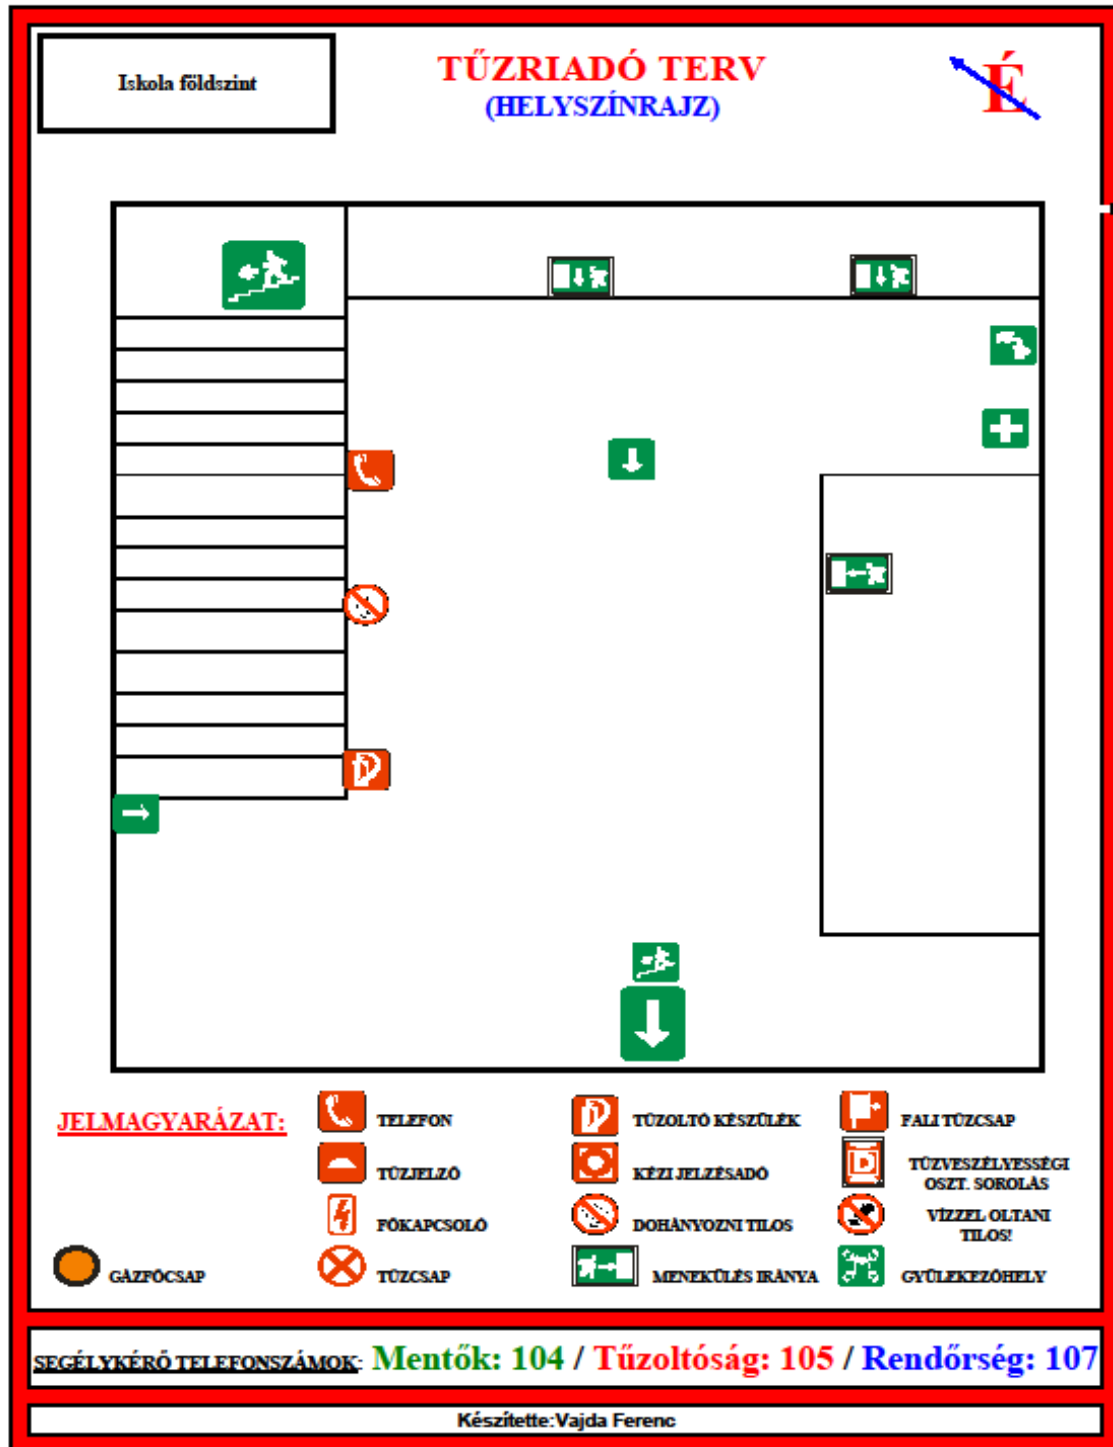 Iskola földszint
TŰZRIADÓ TERV
(HELYSZÍNRAJZ)
É
JELMAGYARÁZAT:
TELEFON
TŰZOLTÓ KÉSZÜLÉK
FALI TŰZCSAP
TŰZJELZŐ
KÉZI JELZÉSADÓ
D
TŰZVESZÉLYESSÉGI
OSZT. SOROLÁS
FŐKAPCSOLÓ
DOHÁNYOZNI TILOS
VÍZZEL OLTANI
TILOS!
GÁZFŐCSAP
TŰZCSAP
MENEKÜLÉS IRÁNYA
GYÜLEKEZŐHELY
SEGÉLYKÉRŐ TELEFONSZÁMOK: Mentők: 104 / Tűzoltóság: 105 / Rendőrség: 107
Készítette:Vajda Ferenc